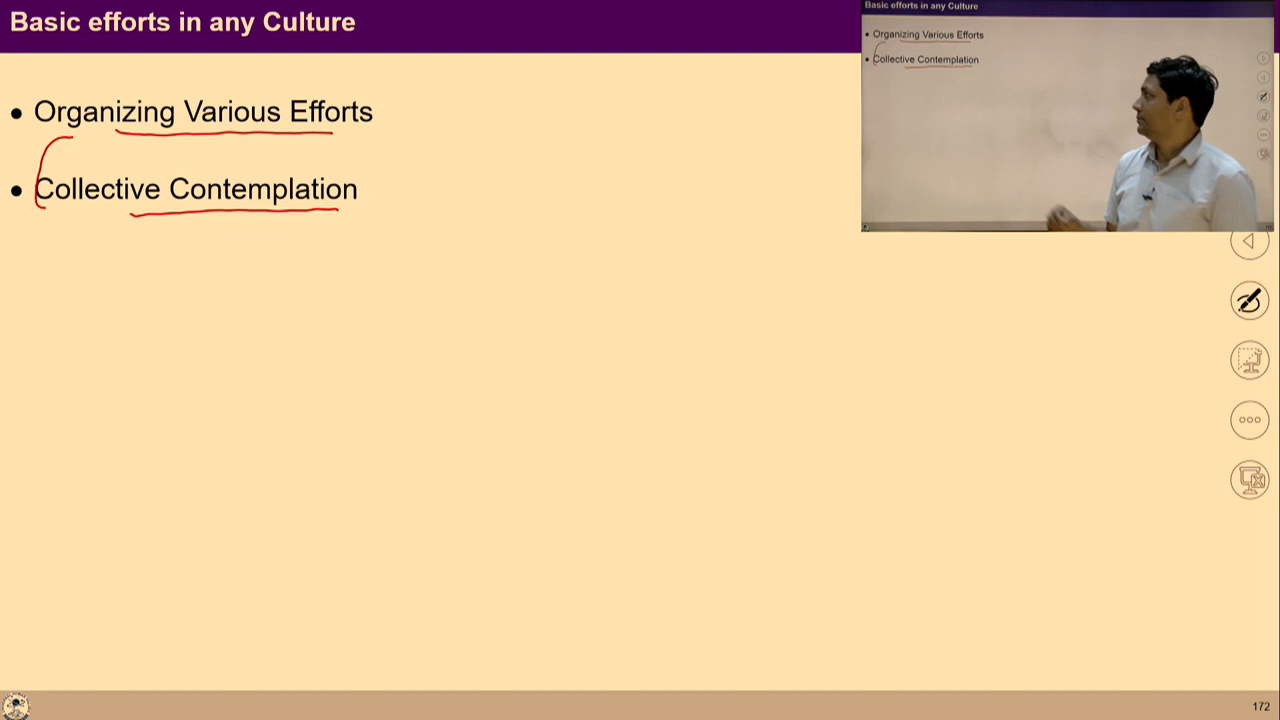 Basic efforts in any Culture
• Organizing Various Efforts
• Collective Contemplation
Basic efforts in any Culture
• Organizing Various Efforts
• Collective Contemplation
172